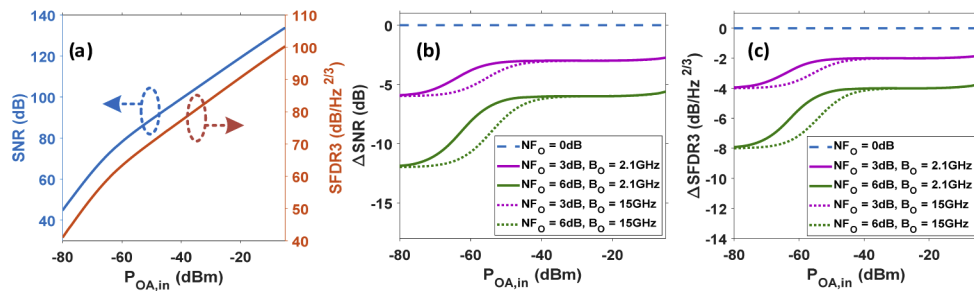 (a)
SNR (dB)
140
120
100
80
60
40
SFDR3 (dB/Hz 2/3)
110
100
90
80
70
60
50
40
-80
-60
-40
-20
P_OA,in (dBm)
(b)
ΔSNR (dB)
0
-5
-10
-15
NF_O = 0dB
NF_O = 3dB, B_O = 2.1GHz
NF_O = 6dB, B_O = 2.1GHz
NF_O = 3dB, B_O = 15GHz
NF_O = 6dB, B_O = 15GHz
-80
-60
-40
-20
P_OA,in (dBm)
(c)
ΔSFDR3 (dB/Hz 2/3)
0
-2
-4
-6
-8
-10
-12
-14
NF_O = 0dB
NF_O = 3dB, B_O = 2.1GHz
NF_O = 6dB, B_O = 2.1GHz
NF_O = 3dB, B_O = 15GHz
NF_O = 6dB, B_O = 15GHz
-80
-60
-40
-20
P_OA,in (dBm)